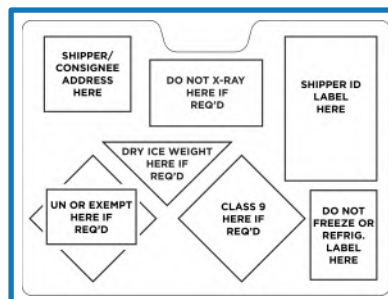 SHIPPER/
CONSIGNEE
ADDRESS
HERE
DO NOT X-RAY
HERE IF
REQ'D
SHIPPER ID
LABEL
HERE
DRY ICE WEIGHT
HERE IF
REQ'D
UN OR EXEMPT
HERE IF
REQ'D
CLASS 9
HERE IF
REQ'D
DO NOT
FREEZE OR
REFRIG.
LABEL
HERE